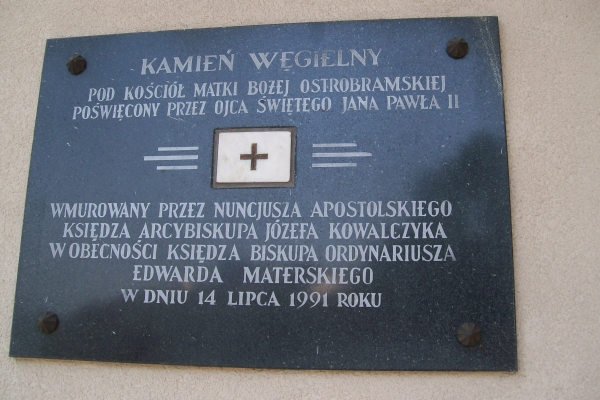 KAMIEŃ WĘGIELNY
POD KOŚCIÓŁ MATKI BOŻEJ OSTROBRAMSKIEJ
POŚWIĘCONY PRZEZ OJCA ŚWIĘTEGO JANA PAWŁA II
WMUROWANY PRZEZ NUNCJUSZA APOSTOLSKIEGO
KSIĘDZA ARCYBISKUPA JÓZEFA KOWALCZYKA
W OBECNOŚCI KSIĘDZA BISKUPA ORDYNARIUSZA
EDWARDA MATERSKIEGO
W DNIU 14 LIPCA 1991 ROKU